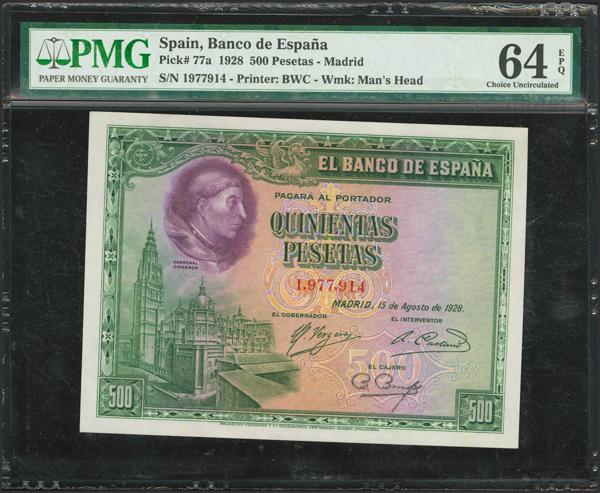 PMG
PAPER MONEY GUARANTY
Spain, Banco de España
Pick# 77a 1928 500 Pesetas - Madrid
S/N 1977914 - Printer: BWC - Wmk: Man's Head
64 EPQ
Choice Uncirculated
EL BANCO DE ESPAÑA
PAGARÁ AL PORTADOR
QUINIENTAS
PESETAS
CARDENAL
CISNEROS
1,977,914
MADRID, 15 de Agosto de 1928.
EL GOBERNADOR
EL INTERVENTOR
EL CAJERO
500
500
500